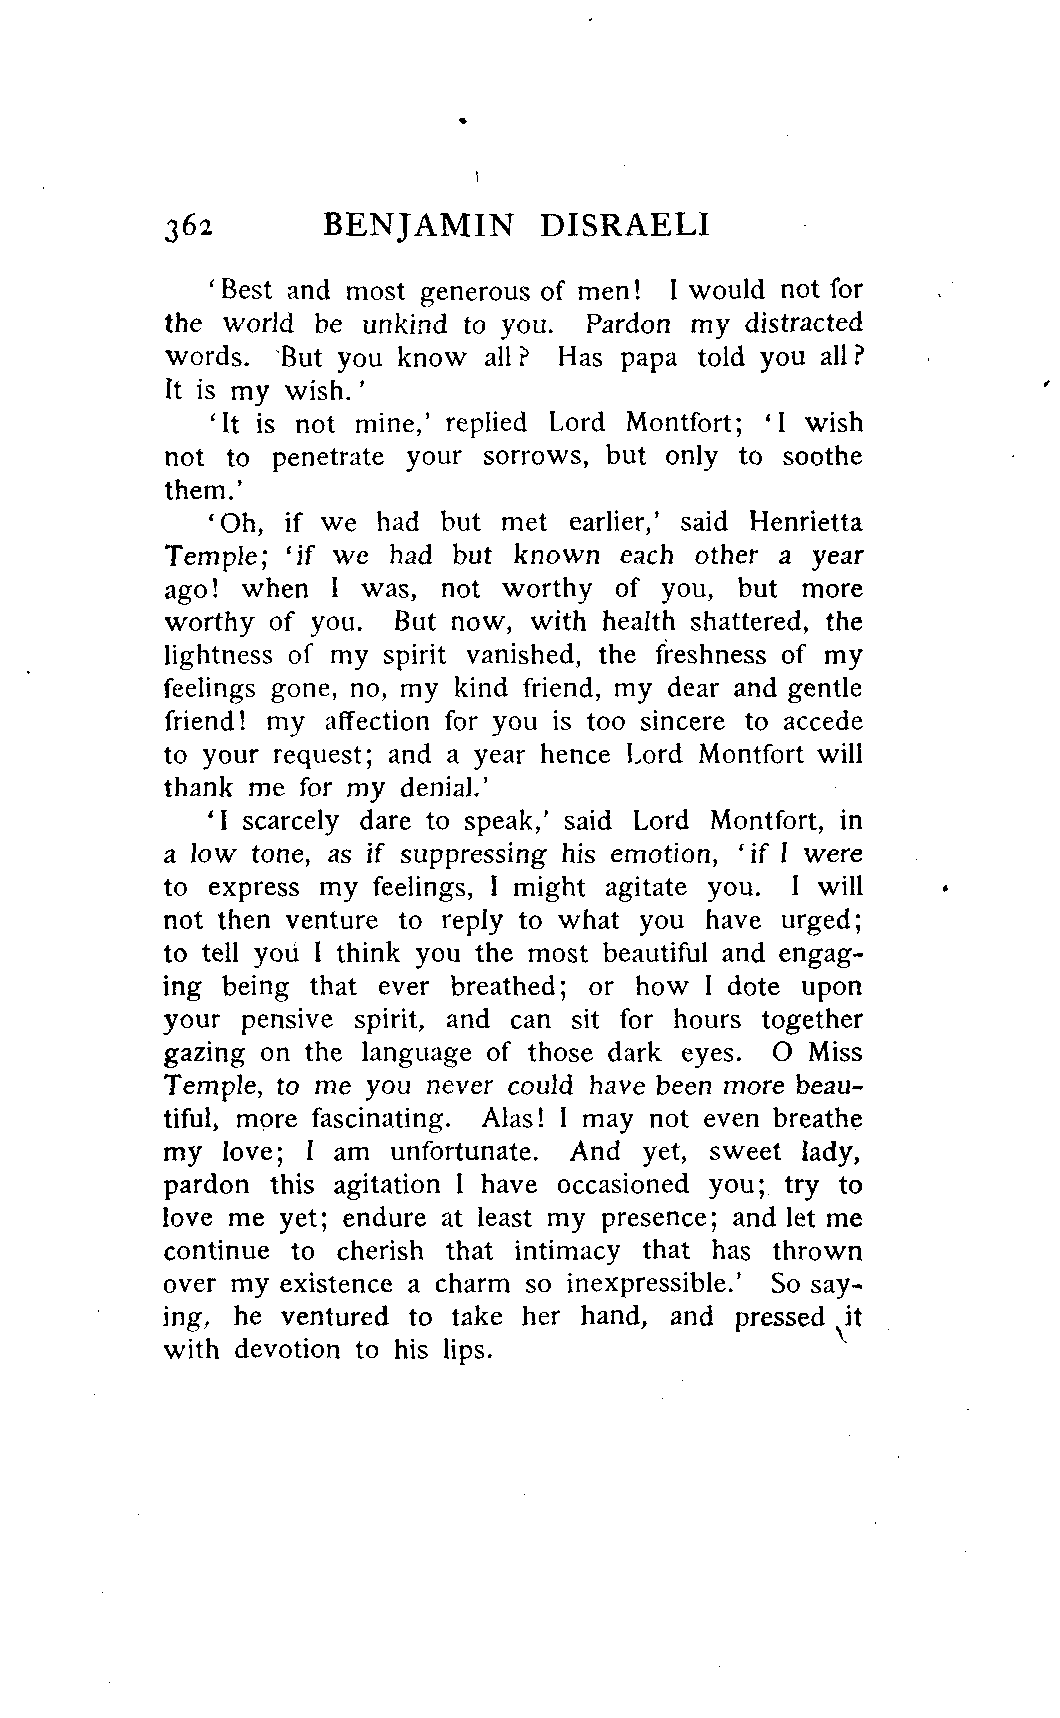 362 BENJAMIN DISRAELI
'Best and most generous of men! I would not for
the world be unkind to you. Pardon my distracted
words. But you know all? Has papa told you all?
It is my wish.'
'It is not mine,' replied Lord Montfort; 'I wish
not to penetrate your sorrows, but only to soothe
them.'
'Oh, if we had but met earlier,' said Henrietta
Temple; 'if we had but known each other a year
ago! when I was, not worthy of you, but more
worthy of you. But now, with health shattered, the
lightness of my spirit vanished, the freshness of my
feelings gone, no, my kind friend, my dear and gentle
friend! my affection for you is too sincere to accede
to your request; and a year hence Lord Montfort will
thank me for my denial.'
'I scarcely dare to speak,' said Lord Montfort, in
a low tone, as if suppressing his emotion, 'if I were
to express my feelings, I might agitate you. I will
not then venture to reply to what you have urged;
to tell you I think you the most beautiful and engag-
ing being that ever breathed; or how I dote upon
your pensive spirit, and can sit for hours together
gazing on the language of those dark eyes. O Miss
Temple, to me you never could have been more beau-
tiful, more fascinating. Alas! I may not even breathe
my love; I am unfortunate. And yet, sweet lady,
pardon this agitation I have occasioned you; try to
love me yet; endure at least my presence; and let me
continue to cherish that intimacy that has thrown
over my existence a charm so inexpressible.' So say-
ing, he ventured to take her hand, and pressed it
with devotion to his lips.